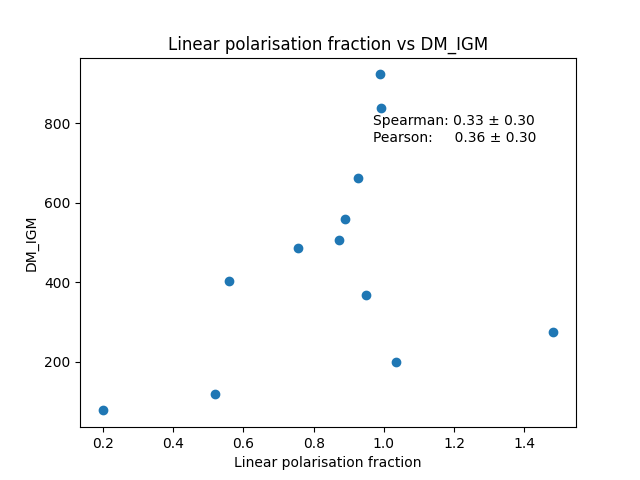 Linear polarisation fraction vs DM_IGM
Spearman: 0.33 ± 0.30
Pearson: 0.36 ± 0.30
DM_IGM
800
600
400
200
0.2 0.4 0.6 0.8 1.0 1.2 1.4
Linear polarisation fraction